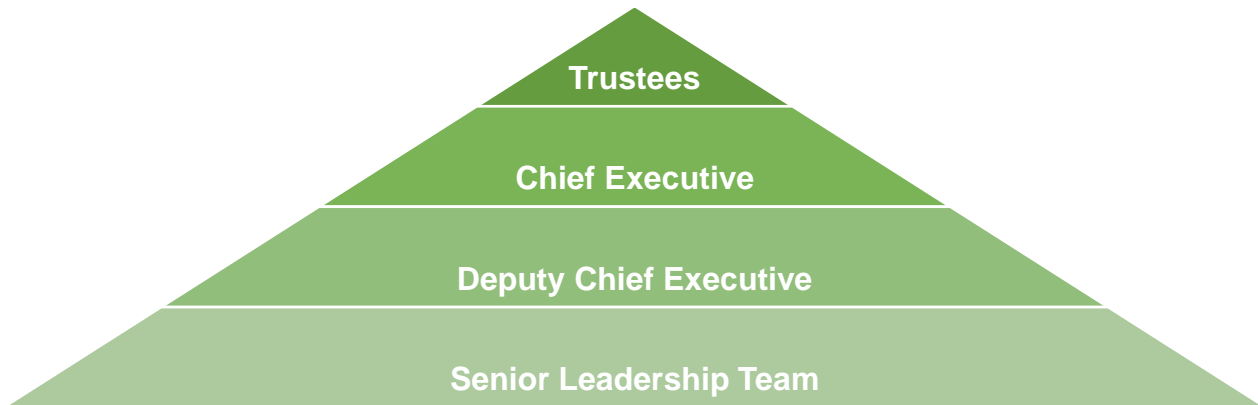 Trustees
Chief Executive
Deputy Chief Executive
Senior Leadership Team